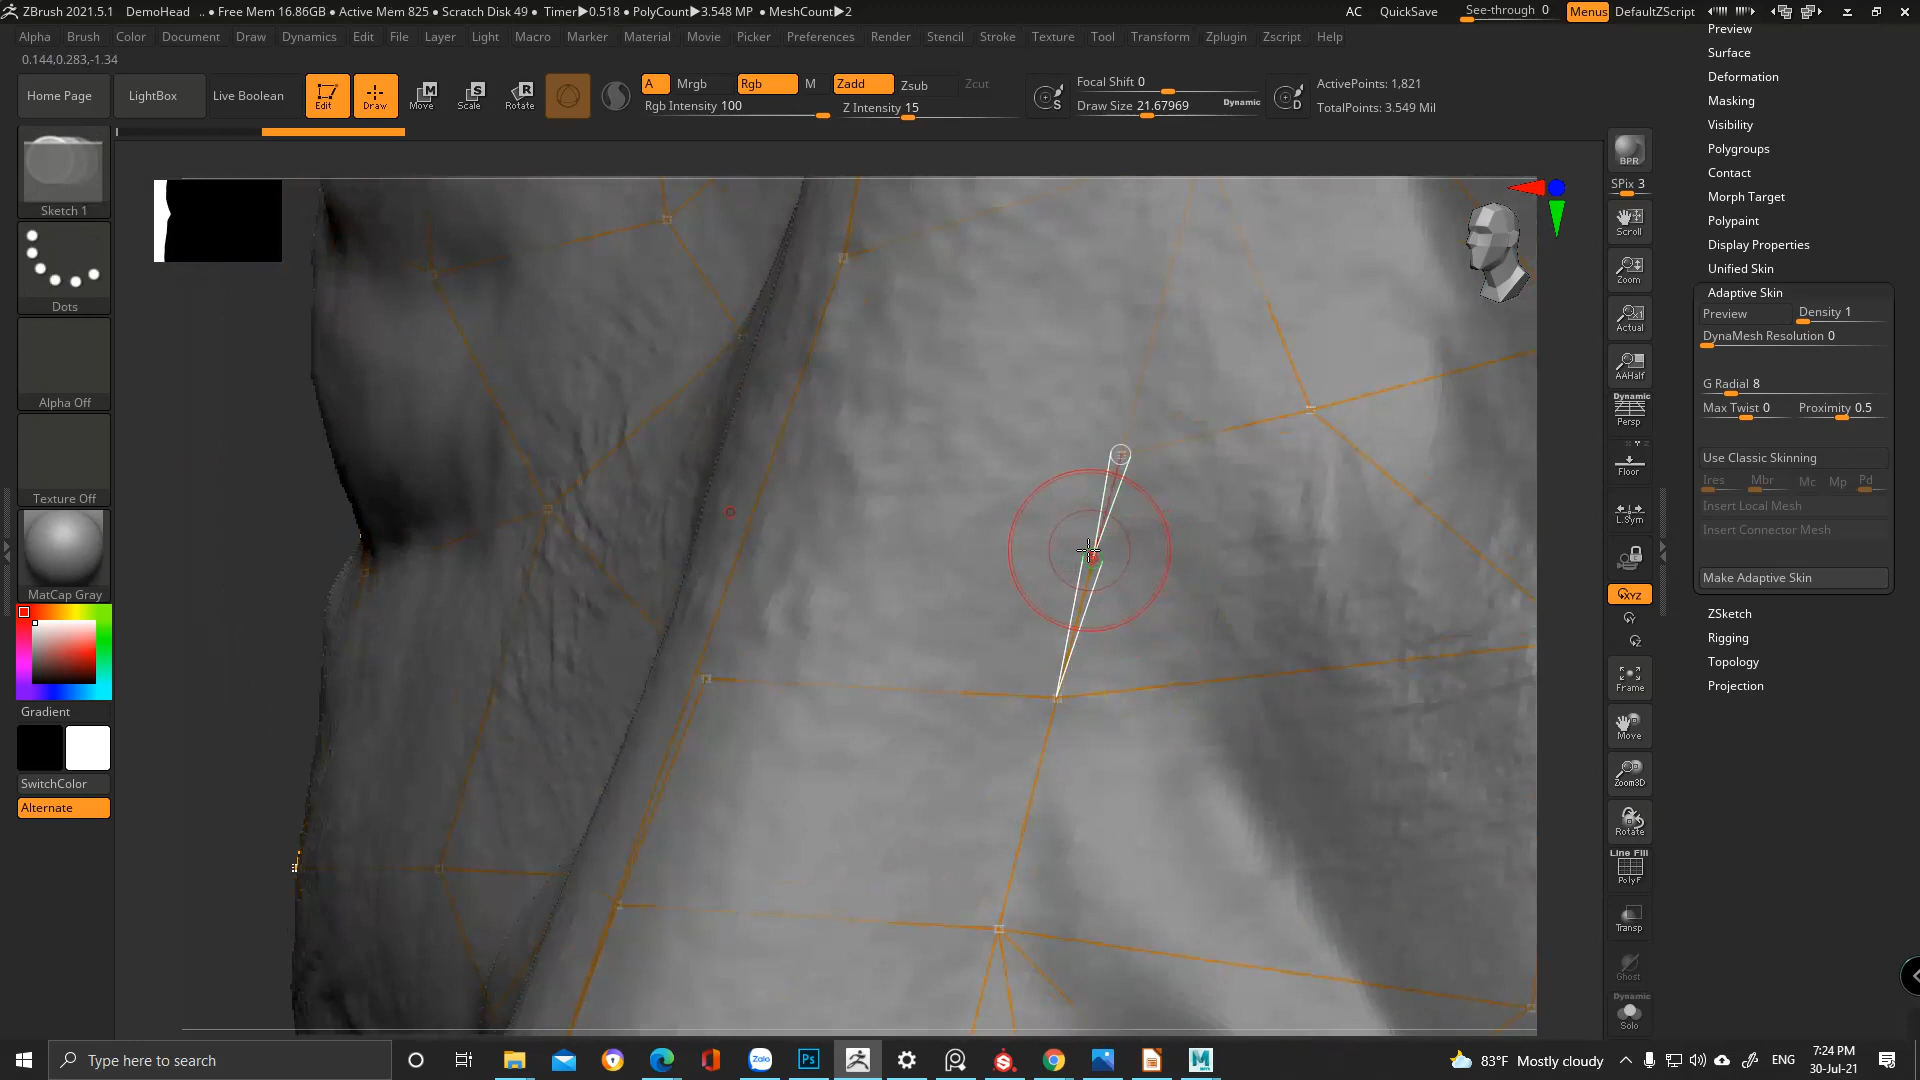 ZBrush 2021.5.1 DemoHead .. ● Free Mem 16.86GB ● Active Mem 825 ● Scratch Disk 49 ● Timer▶0.518 ● PolyCount▶3.548 MP ● MeshCount▶2 AC QuickSave See-through 0 Menus DefaultZScript
Alpha Brush Color Document Draw Dynamics Edit File Layer Light Macro Marker Material Movie Picker Preferences Render Stencil Stroke Texture Tool Transform Zplugin Zscript Help
0.144,0.283,-1.34
Home Page LightBox Live Boolean Edit Draw Move Scale Rotate
A Mrgb Rgb M Zadd Zsub Zcut
Rgb Intensity 100 Z Intensity 15
S Focal Shift 0
Draw Size 21.67969 Dynamic
D ActivePoints: 1,821
TotalPoints: 3.549 Mil
Sketch 1
Dots
Alpha Off
Texture Off
MatCap Gray
Gradient
SwitchColor
Alternate
BPR
SPix 3
Scroll
Zoom
Actual
AAHalf
Dynamic
Persp
Floor
L.Sym
XYZ
Frame
Move
Zoom3D
Rotate
Line Fill
PolyF
Transp
Ghost
Dynamic
Solo
Preview
Surface
Deformation
Masking
Visibility
Polygroups
Contact
Morph Target
Polypaint
Display Properties
Unified Skin
Adaptive Skin
Preview Density 1
DynaMesh Resolution 0
G Radial 8
Max Twist 0 Proximity 0.5
Use Classic Skinning
Ires Mbr Mc Mp Pd
Insert Local Mesh
Insert Connector Mesh
Make Adaptive Skin
ZSketch
Rigging
Topology
Projection
Type here to search
Zalo
Ps
83°F Mostly cloudy
ENG
7:24 PM
30-Jul-21